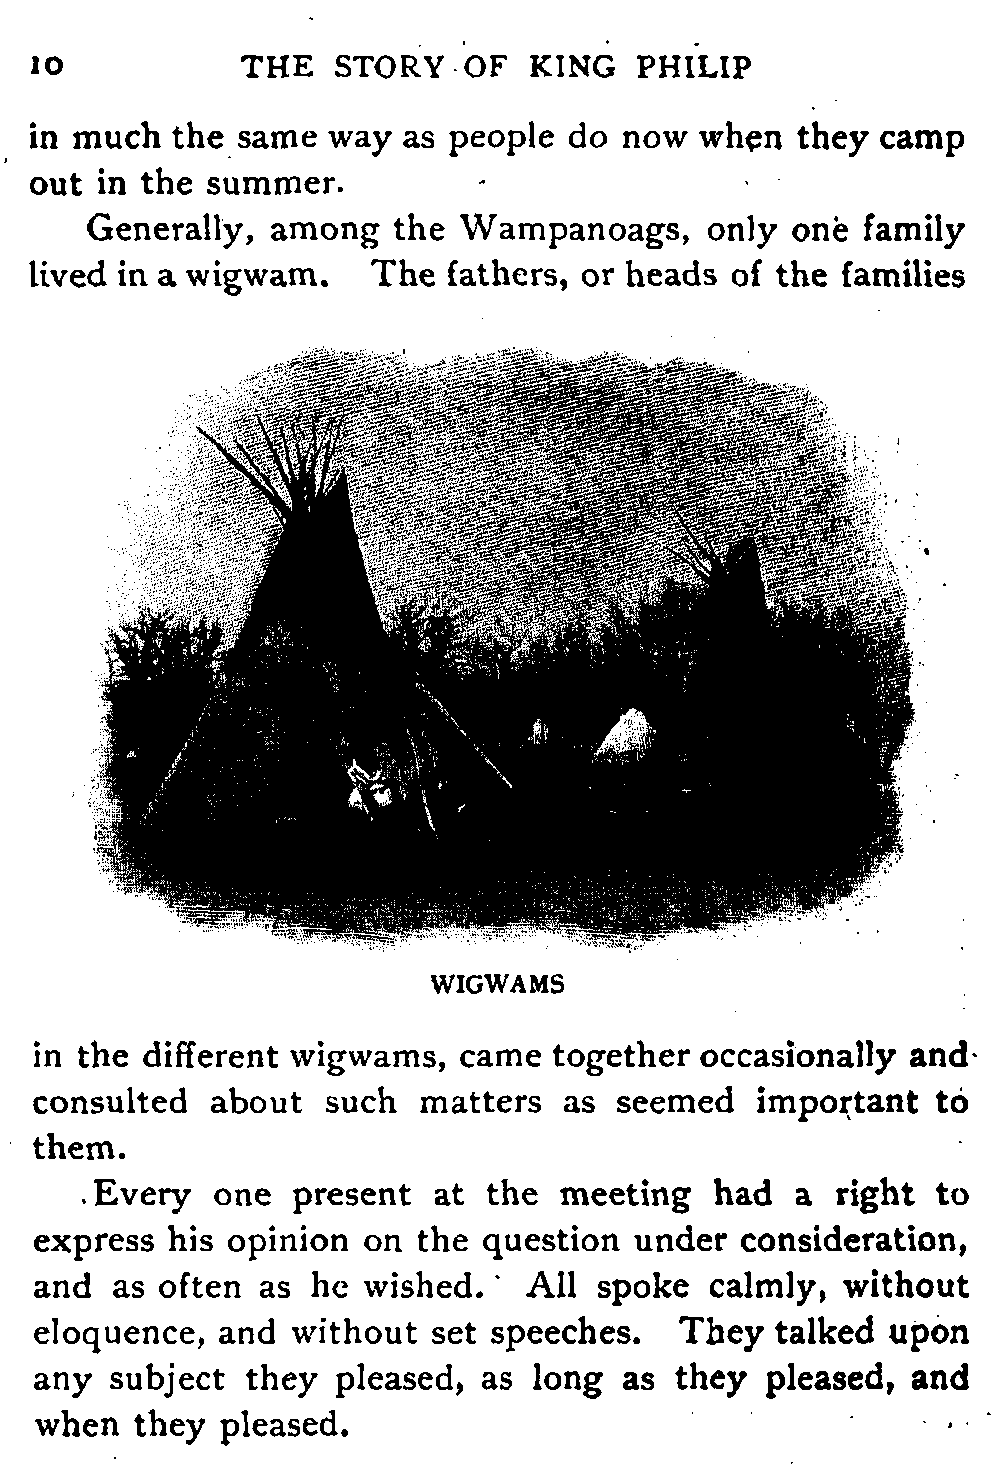 10 THE STORY OF KING PHILIP
in much the same way as people do now when they camp
out in the summer.
Generally, among the Wampanoags, only one family
lived in a wigwam. The fathers, or heads of the families
WIGWAMS
in the different wigwams, came together occasionally and
consulted about such matters as seemed important to
them.
Every one present at the meeting had a right to
express his opinion on the question under consideration,
and as often as he wished. All spoke calmly, without
eloquence, and without set speeches. They talked upon
any subject they pleased, as long as they pleased, and
when they pleased.